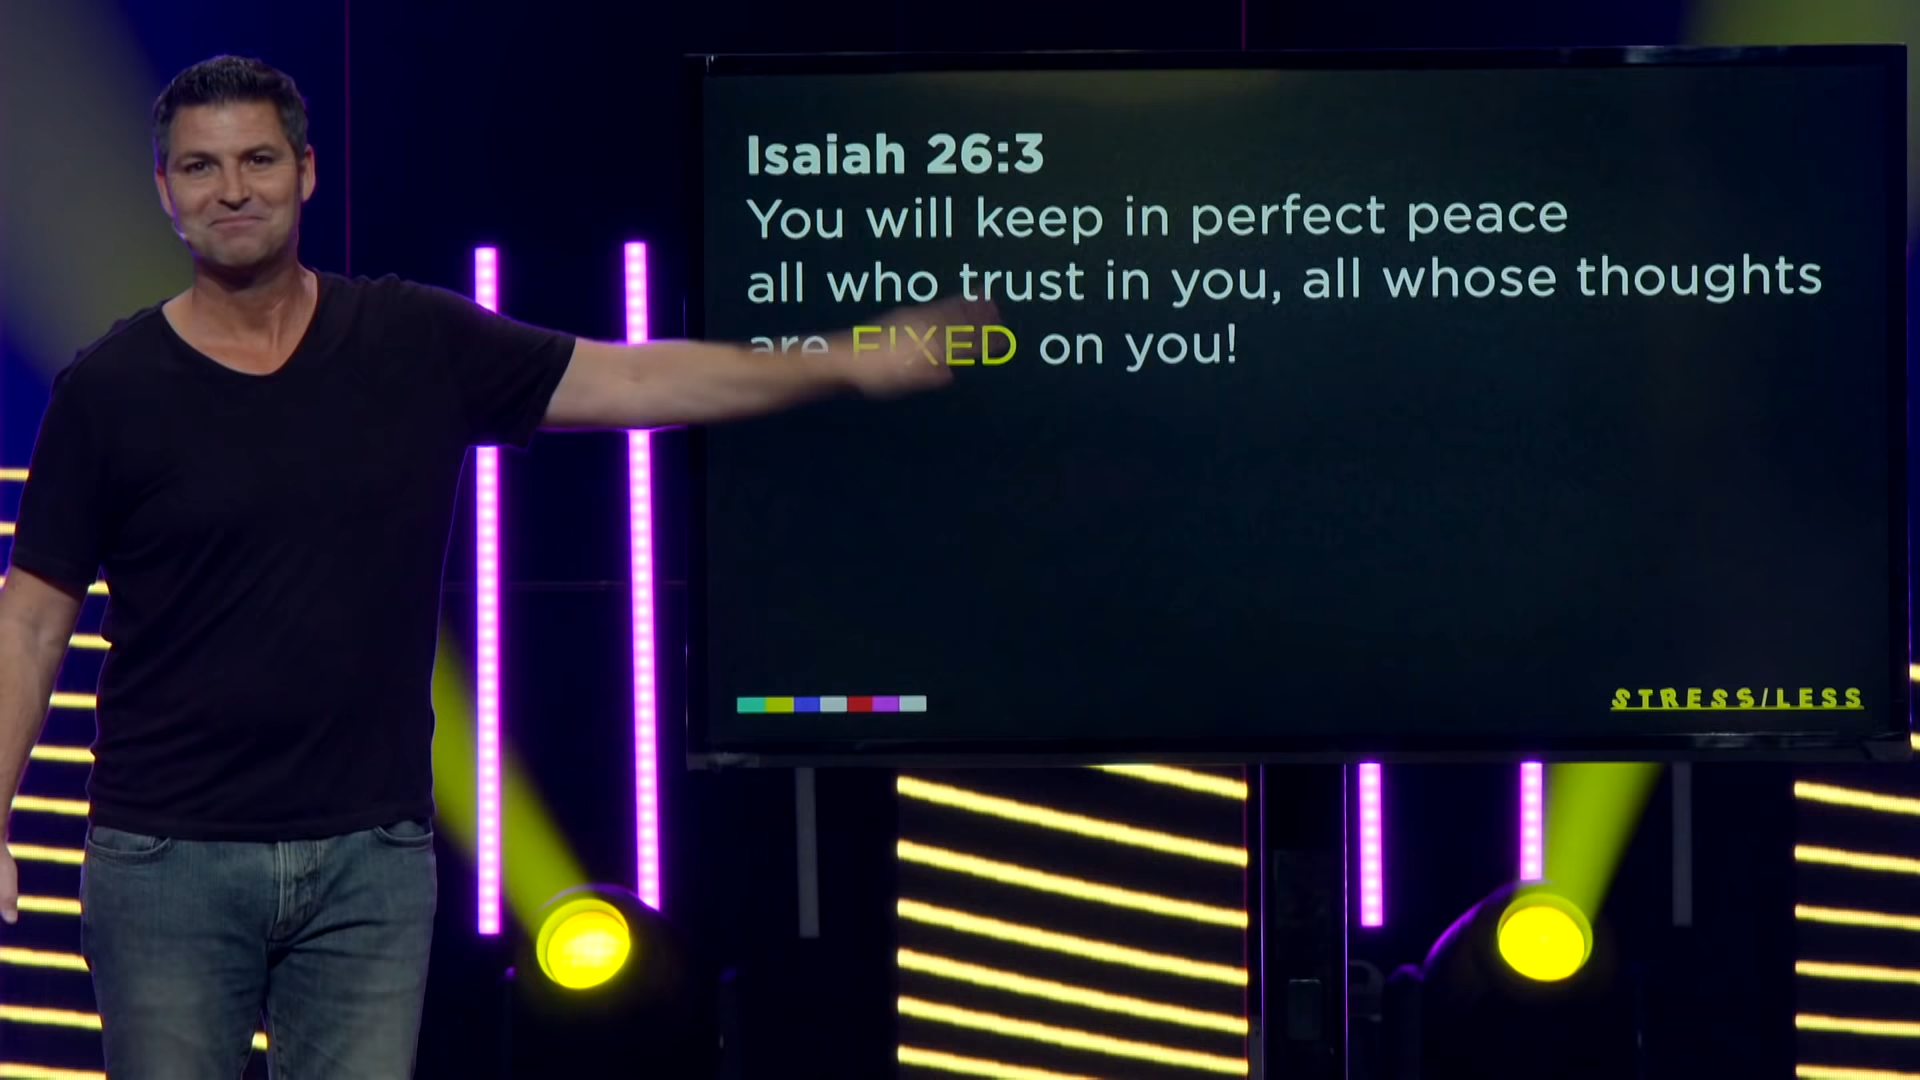 Isaiah 26:3
You will keep in perfect peace
all who trust in you, all whose thoughts
are FIXED on you!
STRESS/LESS